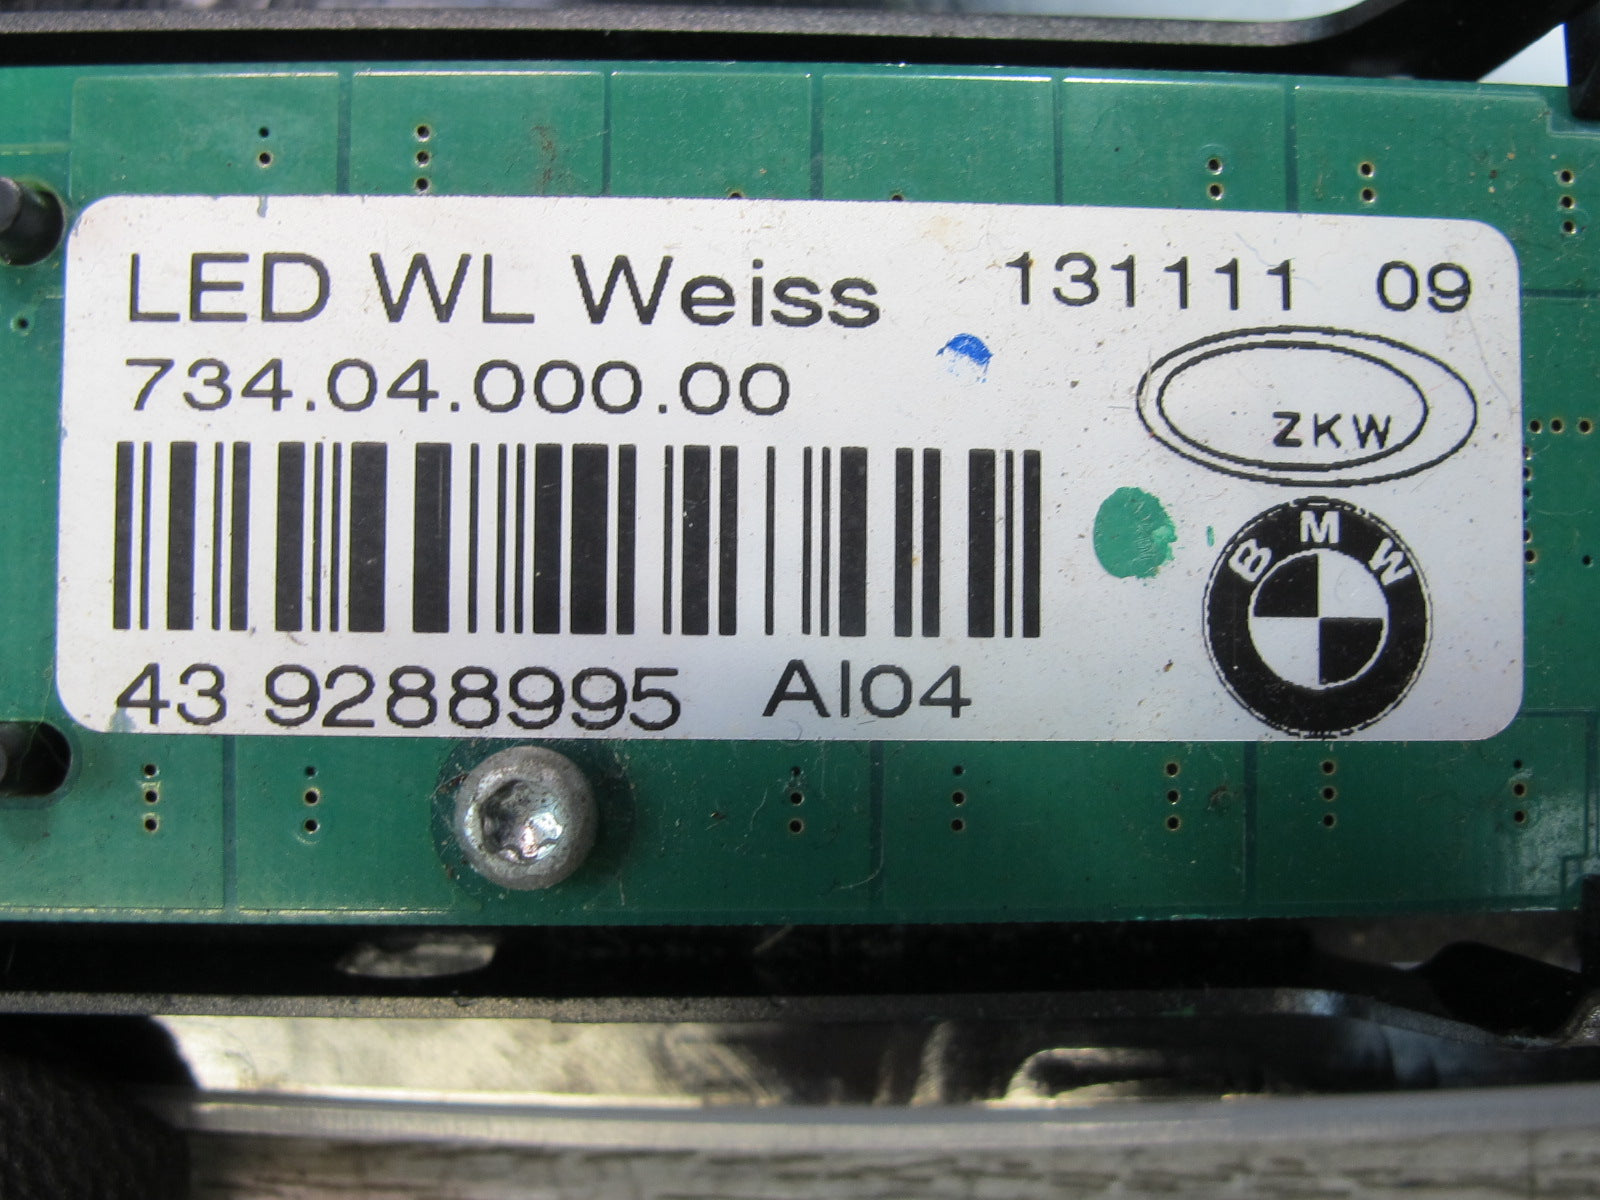 LED WL Weiss 131111 09
734.04.000.00
ZKW
BMW
43 9288995 AI04